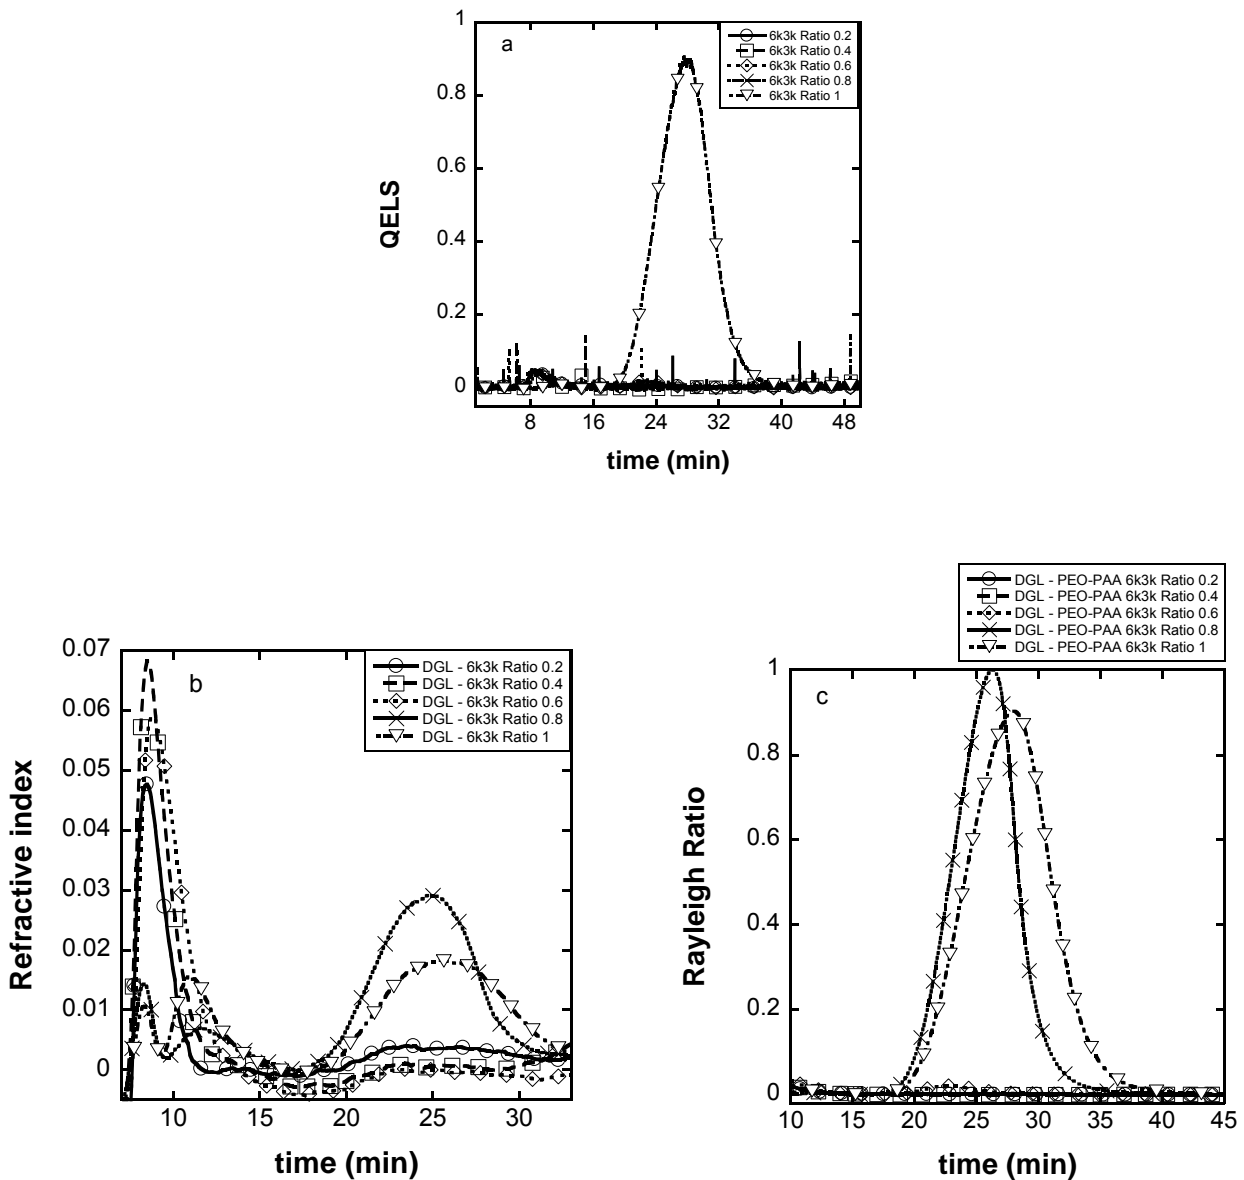 a
6k3k Ratio 0.2
6k3k Ratio 0.4
6k3k Ratio 0.6
6k3k Ratio 0.8
6k3k Ratio 1
1
0.8
0.6
0.4
0.2
0
QELS
8 16 24 32 40 48
time (min)
b
DGL - 6k3k Ratio 0.2
DGL - 6k3k Ratio 0.4
DGL - 6k3k Ratio 0.6
DGL - 6k3k Ratio 0.8
DGL - 6k3k Ratio 1
0.07
0.06
0.05
0.04
0.03
0.02
0.01
0
Refractive index
10 15 20 25 30
time (min)
DGL - PEO-PAA 6k3k Ratio 0.2
DGL - PEO-PAA 6k3k Ratio 0.4
DGL - PEO-PAA 6k3k Ratio 0.6
DGL - PEO-PAA 6k3k Ratio 0.8
DGL - PEO-PAA 6k3k Ratio 1
c
1
0.8
0.6
0.4
0.2
0
Rayleigh Ratio
10 15 20 25 30 35 40 45
time (min)